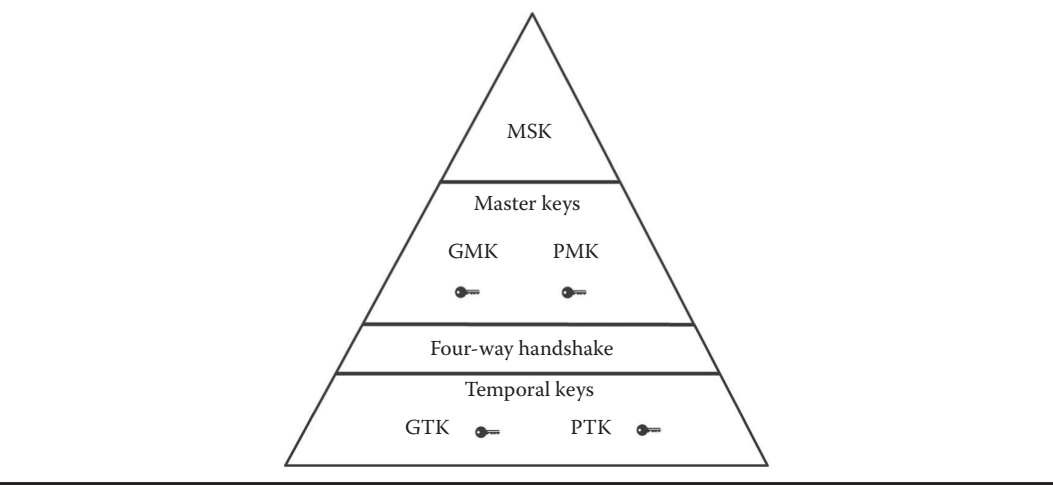 MSK
Master keys
GMK PMK
Four-way handshake
Temporal keys
GTK PTK